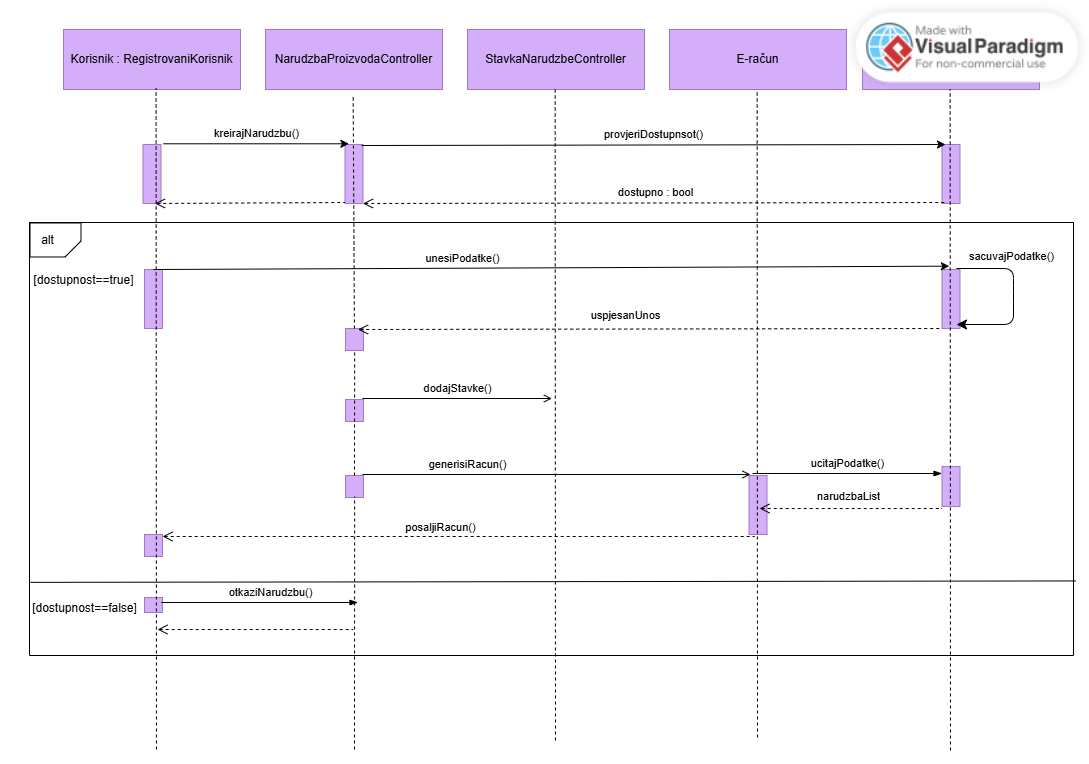 Made with
Visual Paradigm
For non-commercial use
Korisnik : RegistrovaniKorisnik
NarudzbaProizvodaController
StavkaNarudzbeController
E-račun
kreirajNarudzbu()
provjeriDostupnsot()
dostupno : bool
alt
[dostupnost==true]
unesiPodatke()
sacuvajPodatke()
uspjesanUnos
dodajStavke()
generisiRacun()
ucitajPodatke()
narudzbaList
posaljiRacun()
[dostupnost==false]
otkaziNarudzbu()